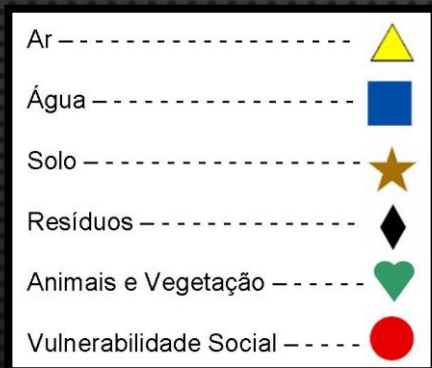 Ar
Água
Solo
Resíduos
Animais e Vegetação
Vulnerabilidade Social